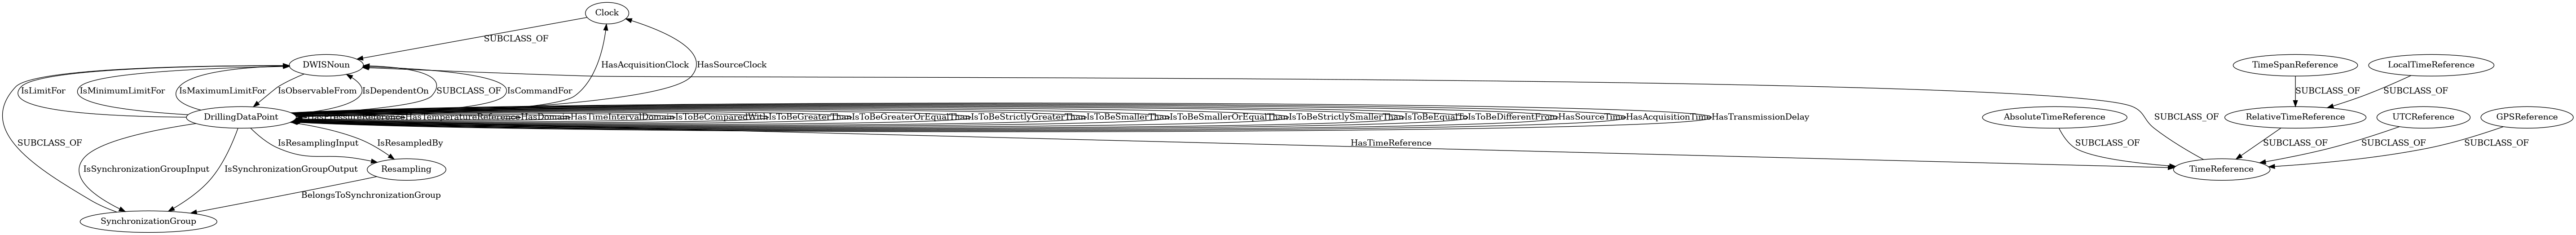 Clock
SUBCLASS_OF
DWISNoun
TimeSpanReference
LocalTimeReference
HasAcquisitionClock
HasSourceClock
IsLimitFor
IsMinimumLimitFor
IsMaximumLimitFor
IsObservableFrom
IsDependentOn
SUBCLASS_OF
IsCommandFor
SUBCLASS_OF
SUBCLASS_OF
DrillingDataPoint
HasPressureReference
HasTemperatureReference
HasDomain
HasTimeIntervalDomain
IsToBeComparedWith
IsToBeGreaterThan
IsToBeGreaterOrEqualThan
IsToBeStrictlyGreaterThan
IsToBeSmallerThan
IsToBeSmallerOrEqualThan
IsToBeStrictlySmallerThan
IsToBeEqualTo
IsToBeDifferentFrom
HasSourceTime
HasAcquisitionTime
HasTransmissionDelay
SUBCLASS_OF
AbsoluteTimeReference
RelativeTimeReference
UTCReference
GPSReference
SUBCLASS_OF
IsResamplingInput
IsResampledBy
HasTimeReference
SUBCLASS_OF
SUBCLASS_OF
SUBCLASS_OF
SUBCLASS_OF
IsSynchronizationGroupInput
IsSynchronizationGroupOutput
Resampling
TimeReference
BelongsToSynchronizationGroup
SynchronizationGroup